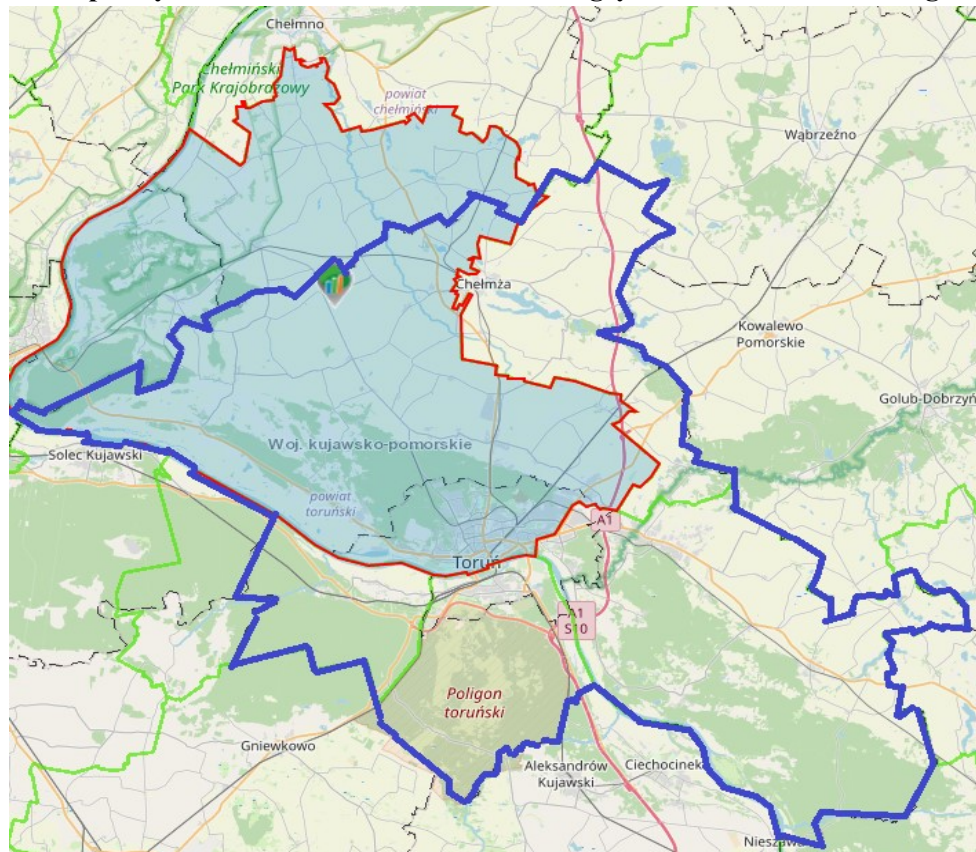 Chełmno
Chełmiński
Park Krajobrazowy
powiat
chełmiński
Wąbrzeźno
Chełmża
Kowalewo
Pomorskie
Golub-Dobrzyń
Woj. kujawsko-pomorskie
Solec Kujawski
powiat
toruński
A1
Toruń
A1
S10
Poligon
toruński
Gniewkowo
Aleksandrów
Kujawski
Ciechocinek
Nieszawa